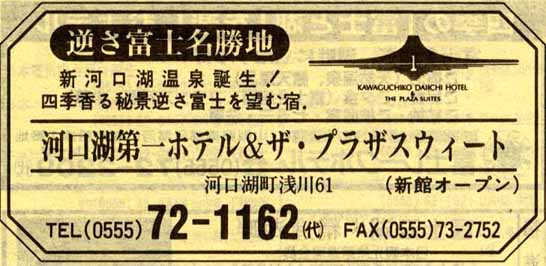 逆さ富士名勝地
新河口湖温泉誕生!
四季香る秘景逆さ富士を望む宿.
1
KAWAGUCHIKO DAIICHI HOTEL
&
THE PLAZA SUITES
河口湖第一ホテル&ザ・プラザスウィート
河口湖町浅川61 (新館オープン)
TEL(0555)72-1162(代) FAX(0555)73-2752